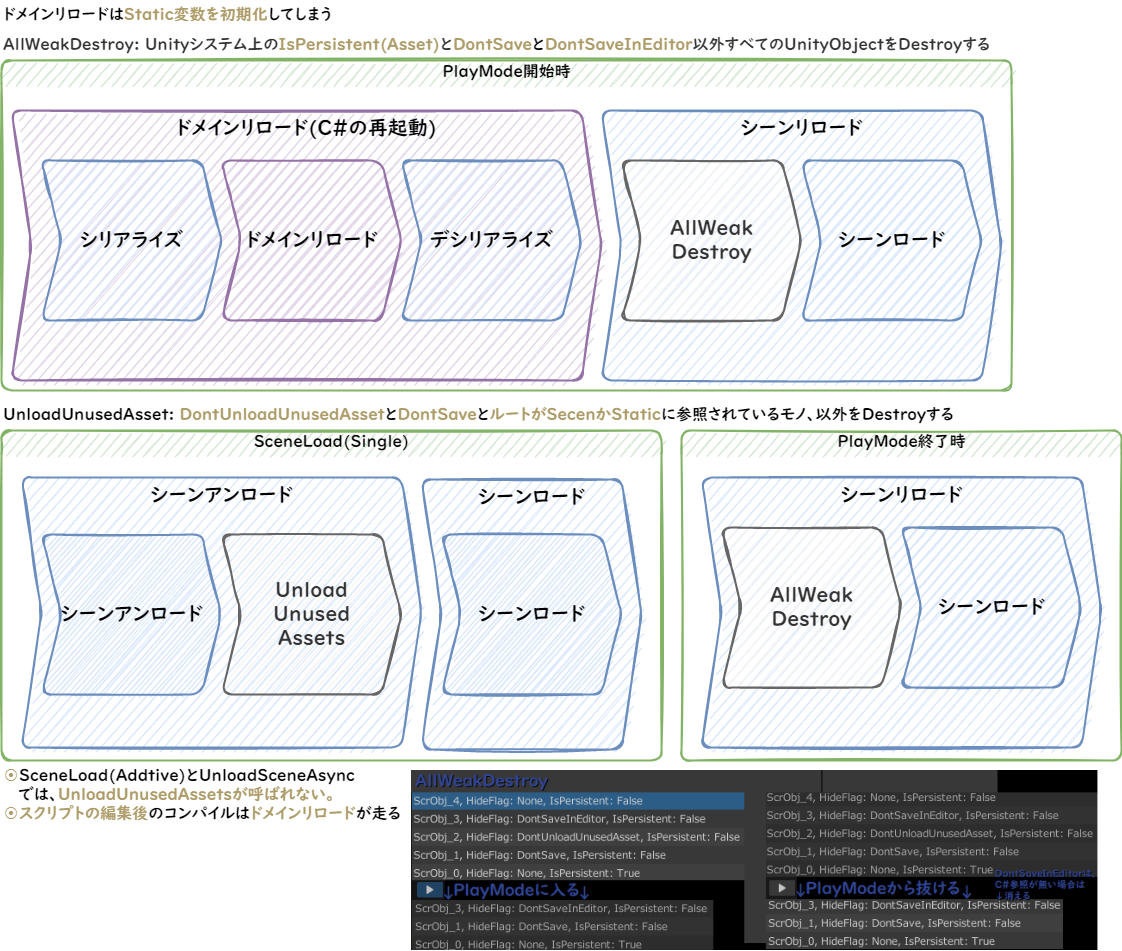 ドメインリロードはStatic変数を初期化してしまう
AllWeakDestroy: Unityシステム上のIsPersistent(Asset)とDontSaveとDontSaveInEditor以外すべてのUnityObjectをDestroyする
PlayMode開始時
ドメインリロード(C#の再起動)
シリアライズ
ドメインリロード
デシリアライズ
シーンリロード
AllWeak
Destroy
シーンロード
UnloadUnusedAsset: DontUnloadUnusedAssetとDontSaveとルートがSecenかStaticに参照されているモノ、以外をDestroyする
SceneLoad(Single)
シーンアンロード
シーンアンロード
Unload
Unused
Assets
シーンロード
シーンロード
PlayMode終了時
シーンリロード
AllWeak
Destroy
シーンロード
SceneLoad(Addtive)とUnloadSceneAsync
では、UnloadUnusedAssetsが呼ばれない。
スクリプトの編集後のコンパイルはドメインリロードが走る
AllWeakDestroy
ScrObj_4, HideFlag: None, IsPersistent: False
ScrObj_3, HideFlag: DontSaveInEditor, IsPersistent: False
ScrObj_2, HideFlag: DontUnloadUnusedAsset, IsPersistent: False
ScrObj_1, HideFlag: DontSave, IsPersistent: False
ScrObj_0, HideFlag: None, IsPersistent: True
↓PlayModeに入る↓
ScrObj_3, HideFlag: DontSaveInEditor, IsPersistent: False
ScrObj_1, HideFlag: DontSave, IsPersistent: False
ScrObj_0, HideFlag: None, IsPersistent: True
ScrObj_4, HideFlag: None, IsPersistent: False
ScrObj_3, HideFlag: DontSaveInEditor, IsPersistent: False
ScrObj_2, HideFlag: DontUnloadUnusedAsset, IsPersistent: False
ScrObj_1, HideFlag: DontSave, IsPersistent: False
ScrObj_0, HideFlag: None, IsPersistent: True
↓PlayModeから抜ける↓
DontSaveInEditorは、
C#参照が無い場合は
↓消える
ScrObj_3, HideFlag: DontSaveInEditor, IsPersistent: False
ScrObj_1, HideFlag: DontSave, IsPersistent: False
ScrObj_0, HideFlag: None, IsPersistent: True